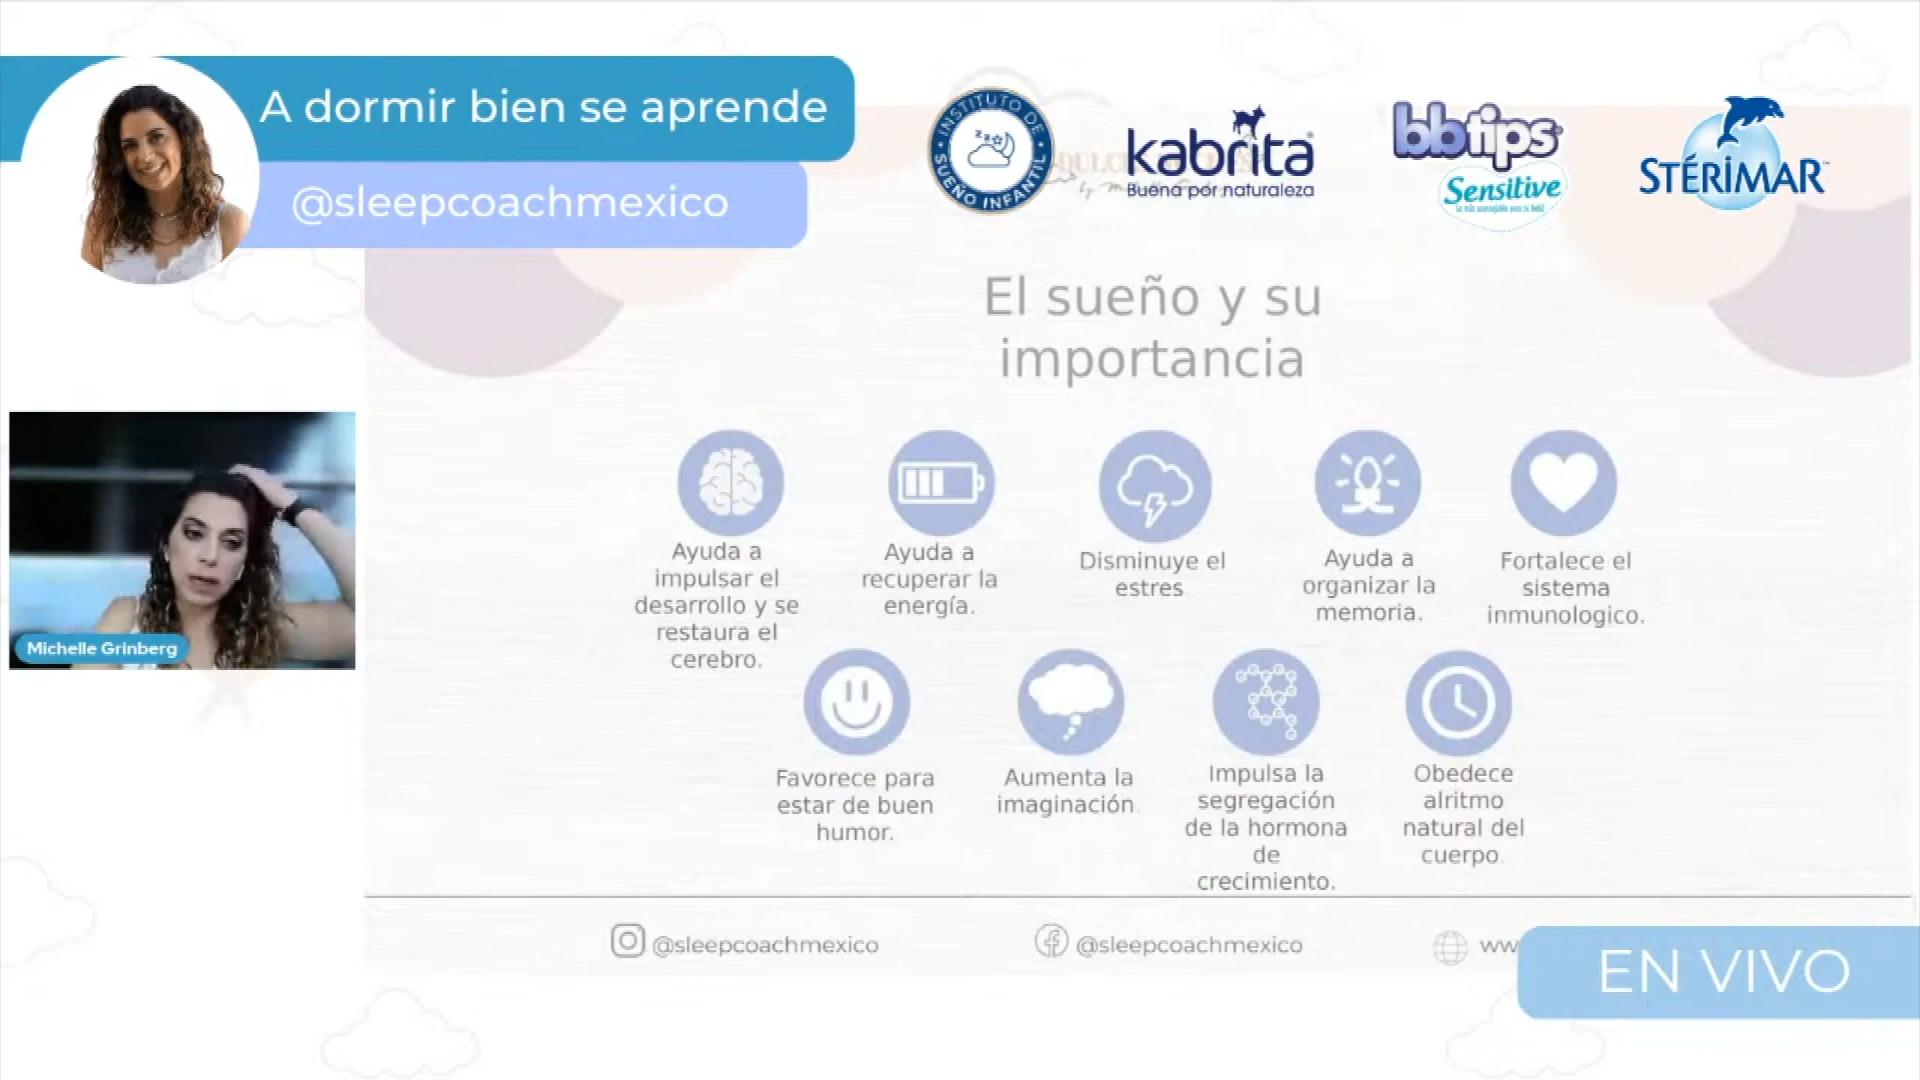 A dormir bien se aprende
@sleepcoachmexico
INSTITUTO DE
SUEÑO INFANTIL
kabrita
Buena por naturaleza
bbtips
Sensitive
STÉRIMAR
El sueño y su
importancia
Ayuda a
impulsar el
desarrollo y se
restaura el
cerebro.
Ayuda a
recuperar la
energía.
Disminuye el
estres
Ayuda a
organizar la
memoria.
Fortalece el
sistema
inmunologico.
Michelle Grinberg
Favorece para
estar de buen
humor.
Aumenta la
imaginación.
Impulsa la
segregación
de la hormona
de
crecimiento.
Obedece
alritmo
natural del
cuerpo.
@sleepcoachmexico
@sleepcoachmexico
EN VIVO